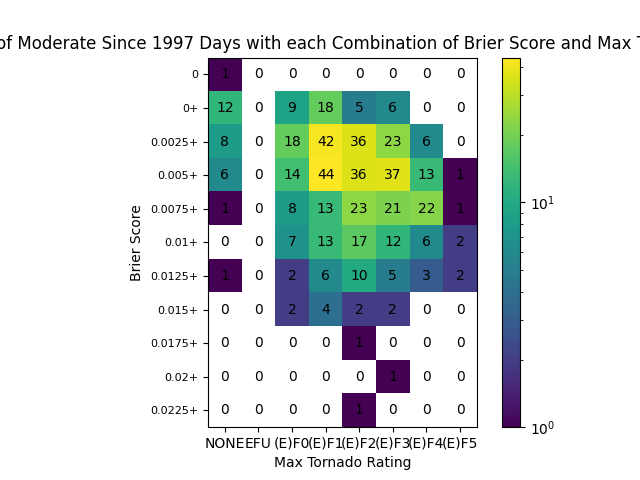 of Moderate Since 1997 Days with each Combination of Brier Score and Max
0 1 0 0 0 0 0 0 0
0+ 12 0 9 18 5 6 0 0
0.0025+ 8 0 18 42 36 23 6 0
0.005+ 6 0 14 44 36 37 13 1
0.0075+ 1 0 8 13 23 21 22 1
0.01+ 0 0 7 13 17 12 6 2
0.0125+ 1 0 2 6 10 5 3 2
0.015+ 0 0 2 4 2 2 0 0
0.0175+ 0 0 0 0 1 0 0 0
0.02+ 0 0 0 0 0 1 0 0
0.0225+ 0 0 0 0 1 0 0 0
NONE EFU (E)F0 (E)F1 (E)F2 (E)F3 (E)F4 (E)F5
Max Tornado Rating
Brier Score
10¹
10⁰